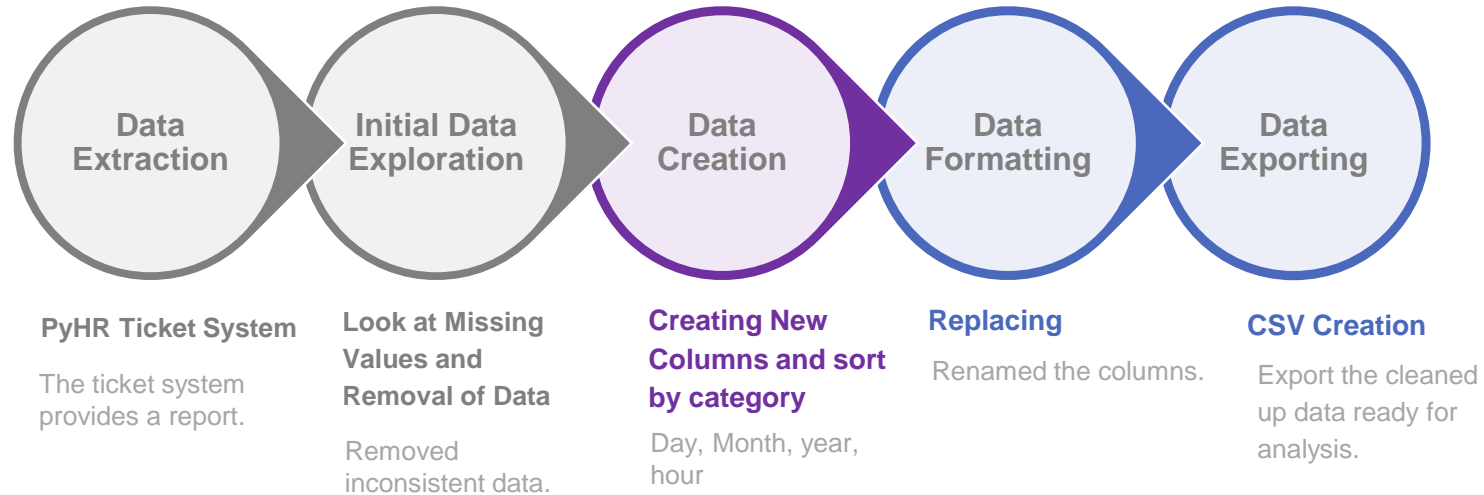 Data
Extraction
Initial Data
Exploration
Data
Creation
Data
Formatting
Data
Exporting
PyHR Ticket System
The ticket system
provides a report.
Look at Missing
Values and
Removal of Data
Removed
inconsistent data.
Creating New
Columns and sort
by category
Day, Month, year,
hour
Replacing
Renamed the columns.
CSV Creation
Export the cleaned
up data ready for
analysis.